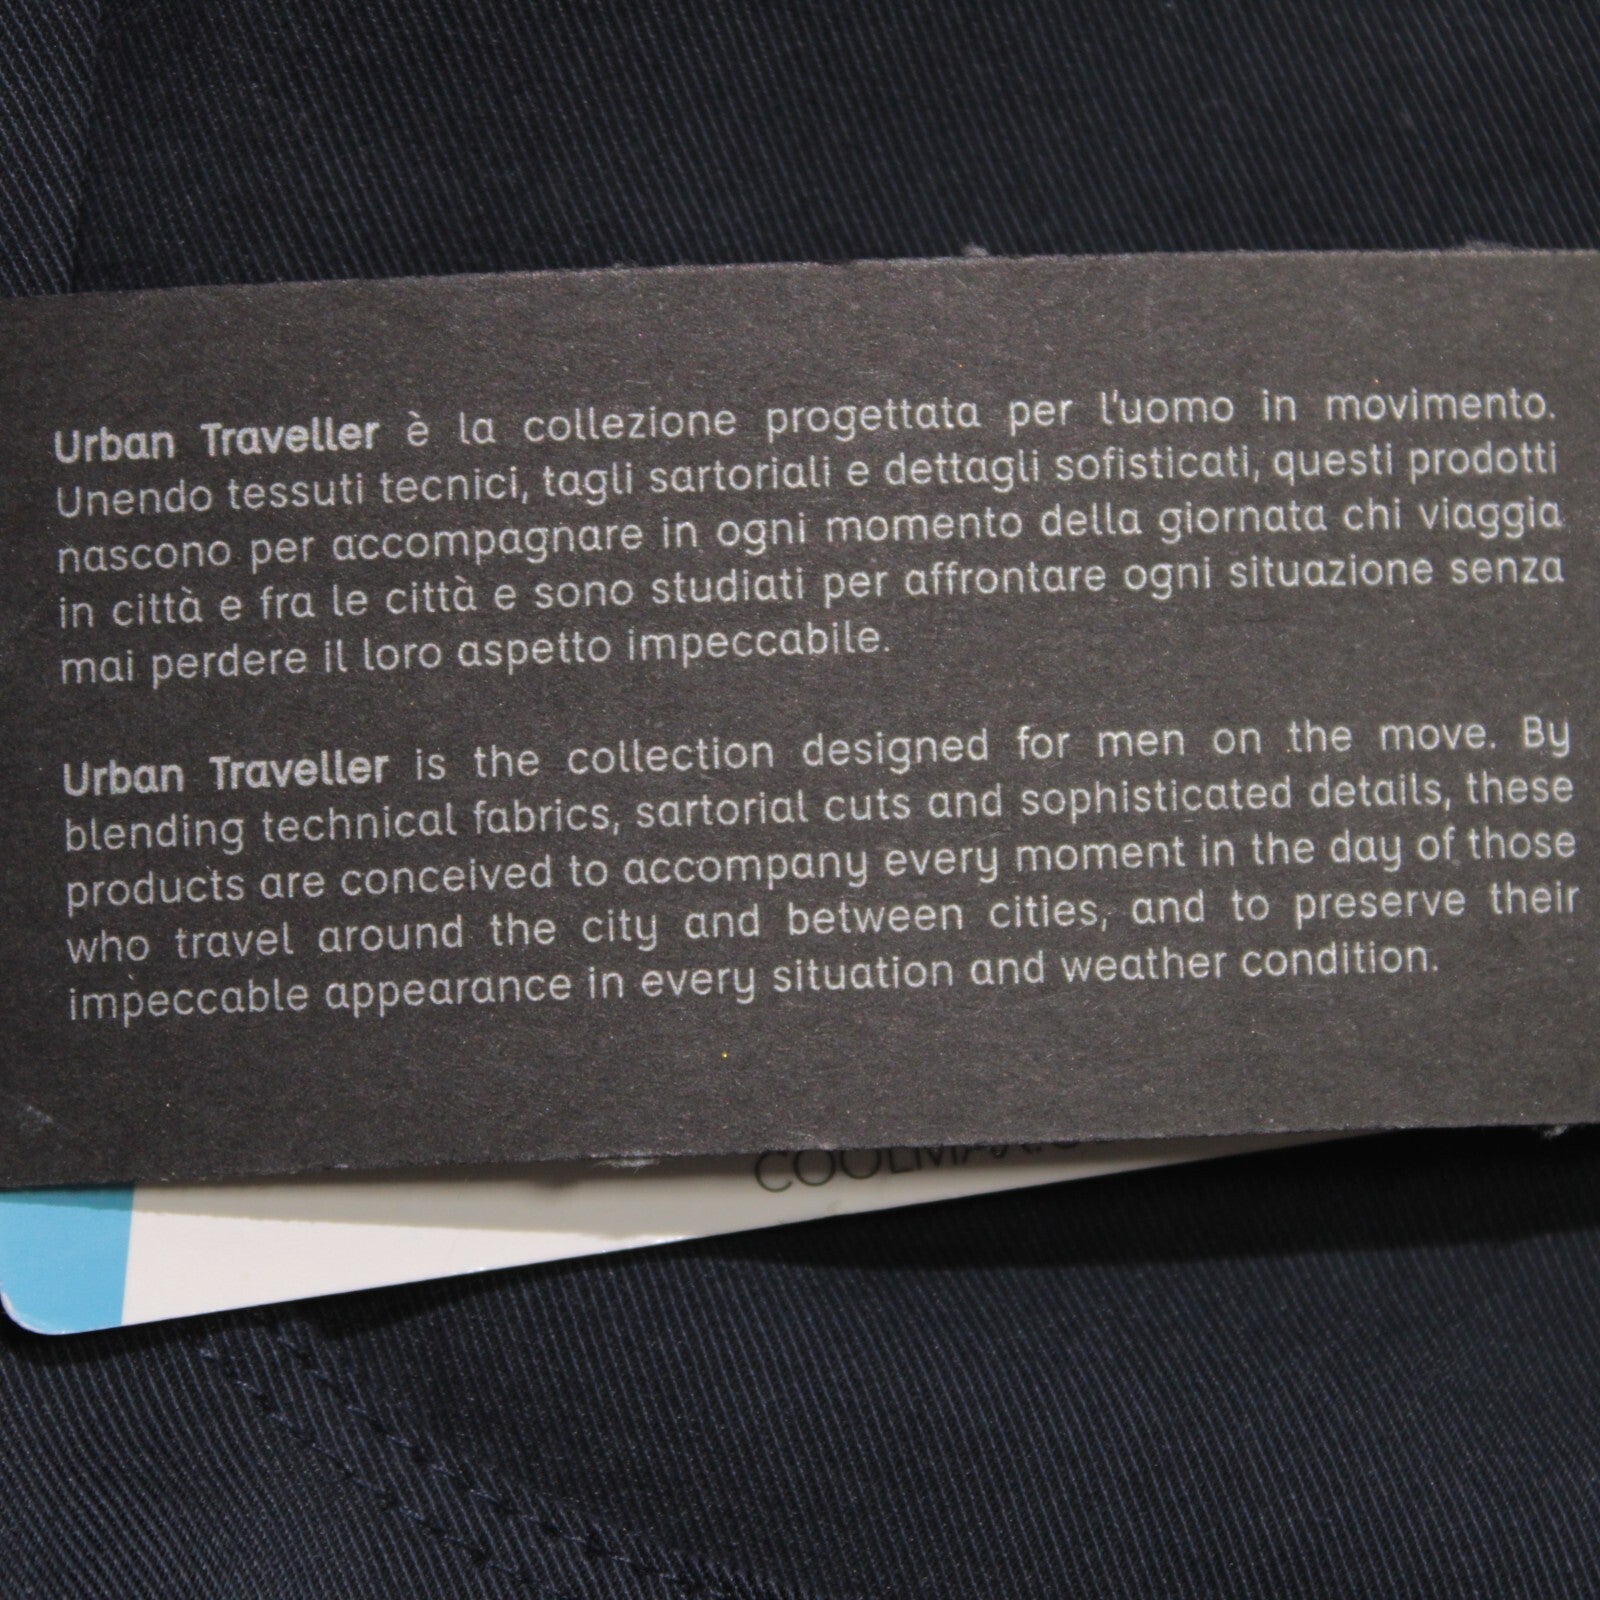 Urban Traveller è la collezione progettata per l'uomo in movimento.
Unendo tessuti tecnici, tagli sartoriali e dettagli sofisticati, questi prodotti
nascono per accompagnare in ogni momento della giornata chi viaggia
in città e fra le città e sono studiati per affrontare ogni situazione senza
mai perdere il loro aspetto impeccabile.
Urban Traveller is the collection designed for men on the move. By
blending technical fabrics, sartorial cuts and sophisticated details, these
products are conceived to accompany every moment in the day of those
who travel around the city and between cities, and to preserve their
impeccable appearance in every situation and weather condition.